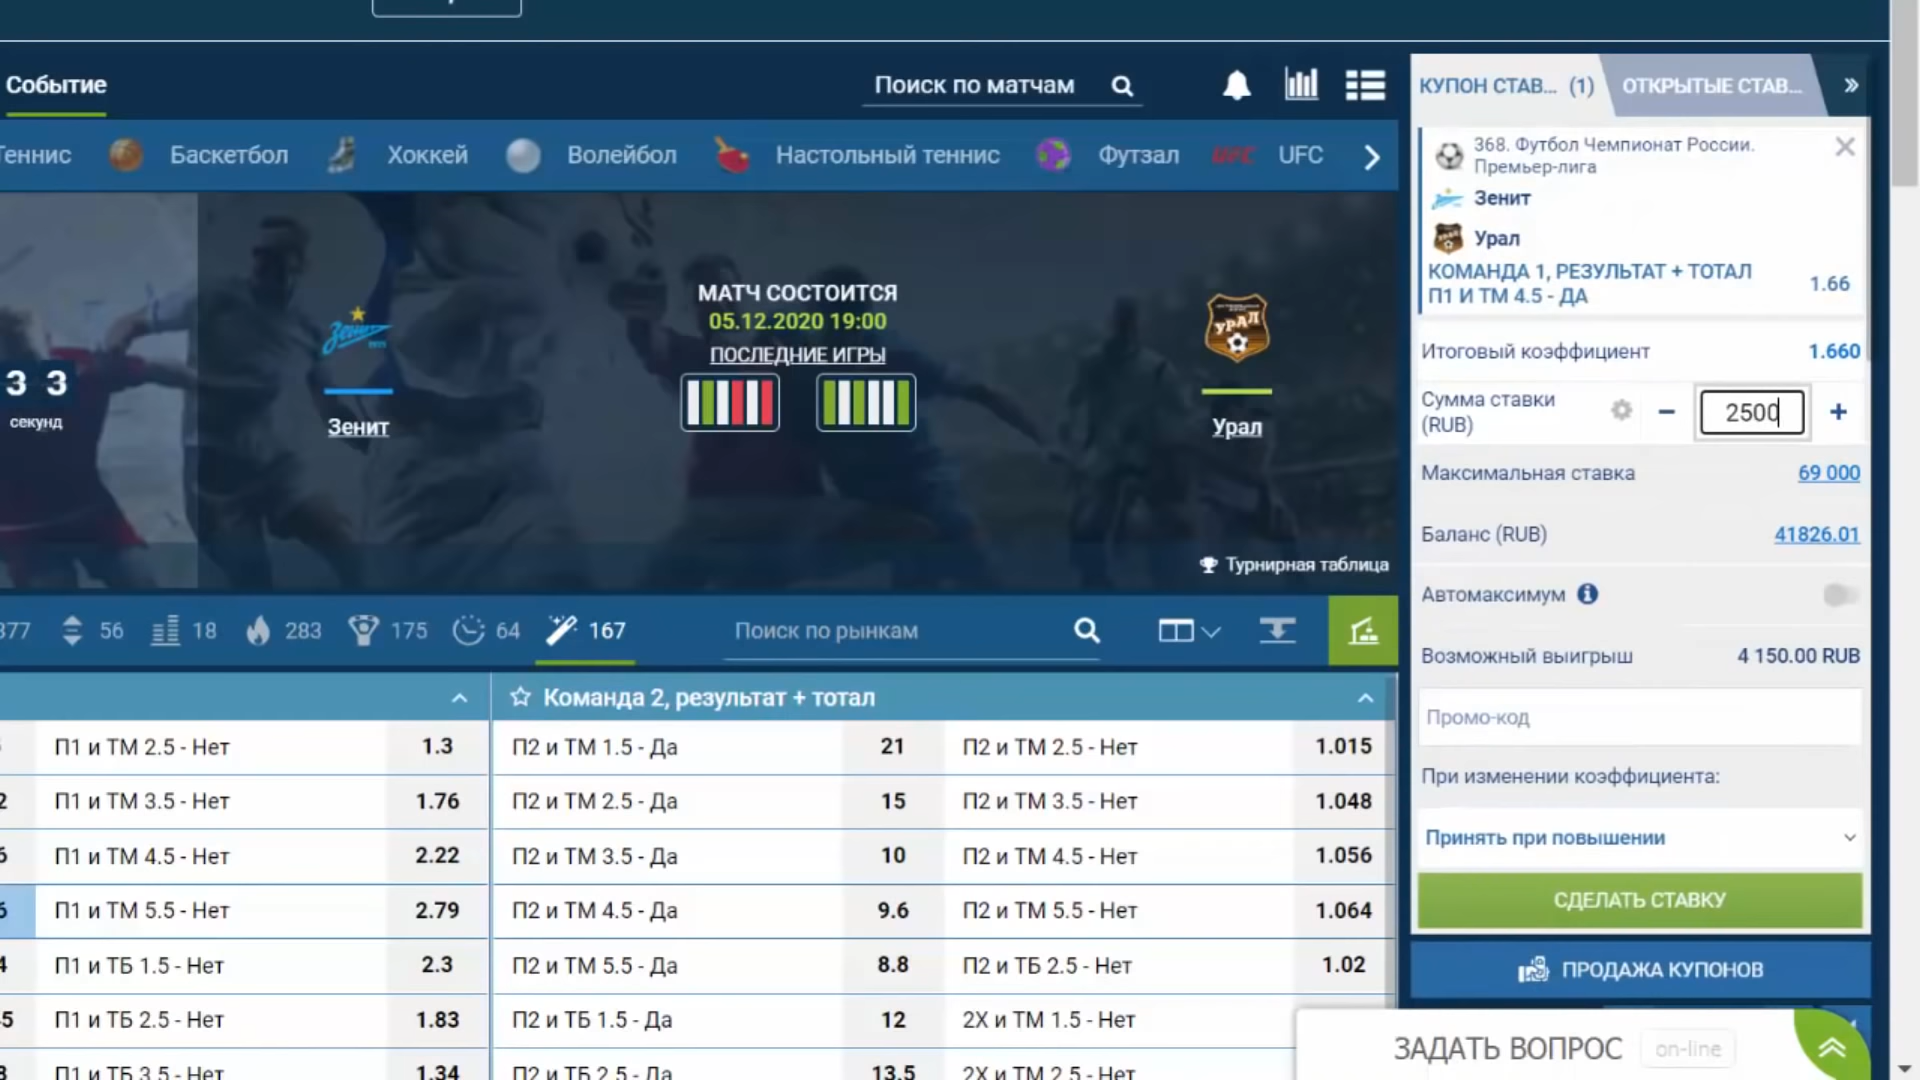 Событие
Поиск по матчам
Теннис
Баскетбол
Хоккей
Волейбол
Настольный теннис
Футзал
UFC
UFC
МАТЧ СОСТОИТСЯ
05.12.2020 19:00
ПОСЛЕДНИЕ ИГРЫ
3 3
секунд
Зенит
Зенит
УРАЛ
Урал
Турнирная таблица
377
56
18
283
175
64
167
Поиск по рынкам
Команда 2, результат + тотал
П1 и ТМ 2.5 - Нет 1.3 П2 и ТМ 1.5 - Да 21 П2 и ТМ 2.5 - Нет 1.015
2 П1 и ТМ 3.5 - Нет 1.76 П2 и ТМ 2.5 - Да 15 П2 и ТМ 3.5 - Нет 1.048
6 П1 и ТМ 4.5 - Нет 2.22 П2 и ТМ 3.5 - Да 10 П2 и ТМ 4.5 - Нет 1.056
6 П1 и ТМ 5.5 - Нет 2.79 П2 и ТМ 4.5 - Да 9.6 П2 и ТМ 5.5 - Нет 1.064
4 П1 и ТБ 1.5 - Нет 2.3 П2 и ТМ 5.5 - Да 8.8 П2 и ТБ 2.5 - Нет 1.02
5 П1 и ТБ 2.5 - Нет 1.83 П2 и ТБ 1.5 - Да 12 2Х и ТМ 1.5 - Нет
П1 и ТБ 3.5 - Нет 1.34 П2 и ТБ 2.5 - Да 13.5 2Х и ТМ 2.5 - Нет
КУПОН СТАВ... (1)
ОТКРЫТЫЕ СТАВ...
368. Футбол Чемпионат России.
Премьер-лига
Зенит
Урал
КОМАНДА 1, РЕЗУЛЬТАТ + ТОТАЛ
П1 И ТМ 4.5 - ДА
1.66
Итоговый коэффициент 1.660
Сумма ставки
(RUB)
2500
Максимальная ставка 69 000
Баланс (RUB) 41826.01
Автомаксимум
Возможный выигрыш 4 150.00 RUB
Промо-код
При изменении коэффициента:
Принять при повышении
СДЕЛАТЬ СТАВКУ
ПРОДАЖА КУПОНОВ
ЗАДАТЬ ВОПРОС
on-line